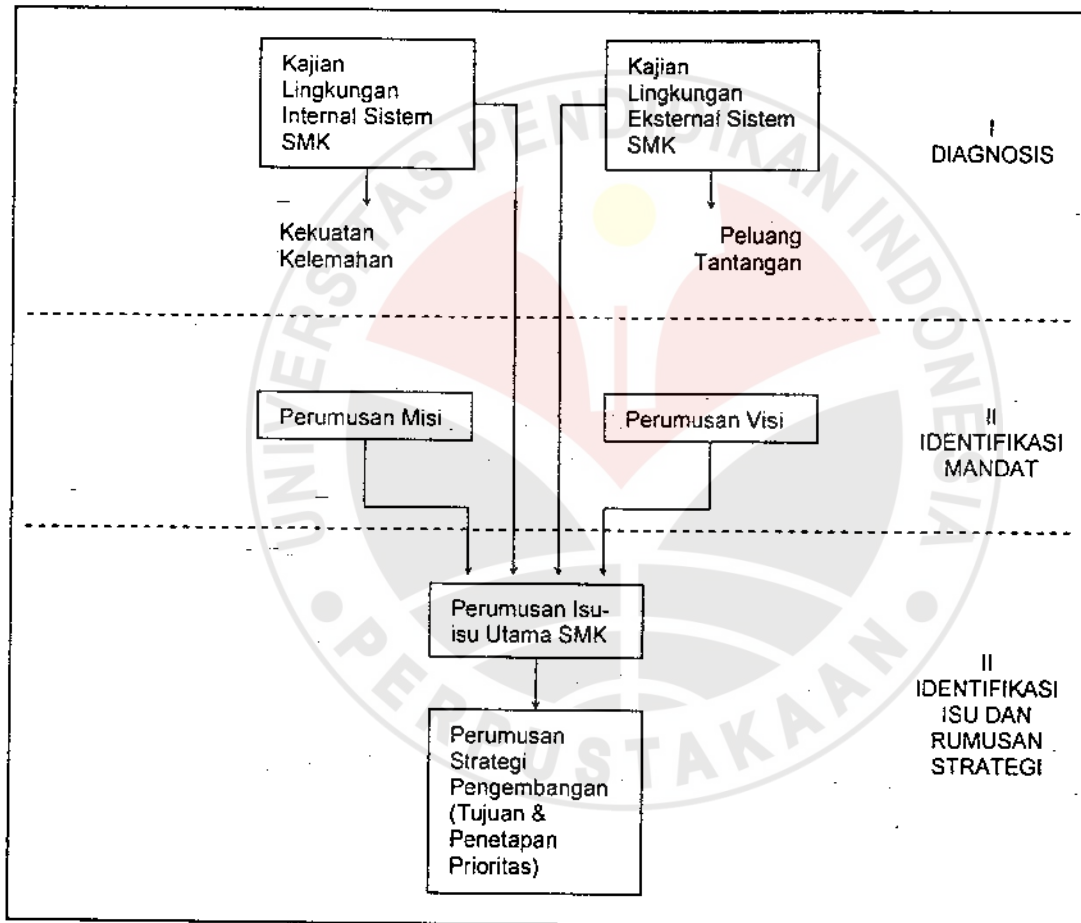 Kajian
Lingkungan
Internal Sistem
SMK
Kajian
Lingkungan
Eksternal Sistem
SMK
I
DIAGNOSIS
Kekuatan
Kelemahan
Peluang
Tantangan
Perumusan Misi
Perumusan Visi
II
IDENTIFIKASI
MANDAT
Perumusan Isu-
isu Utama SMK
II
IDENTIFIKASI
ISU DAN
RUMUSAN
STRATEGI
Perumusan
Strategi
Pengembangan
(Tujuan &
Penetapan
Prioritas)
UNIVERSITAS PENDIDIKAN INDONESIA
PERPUSTAKAAN